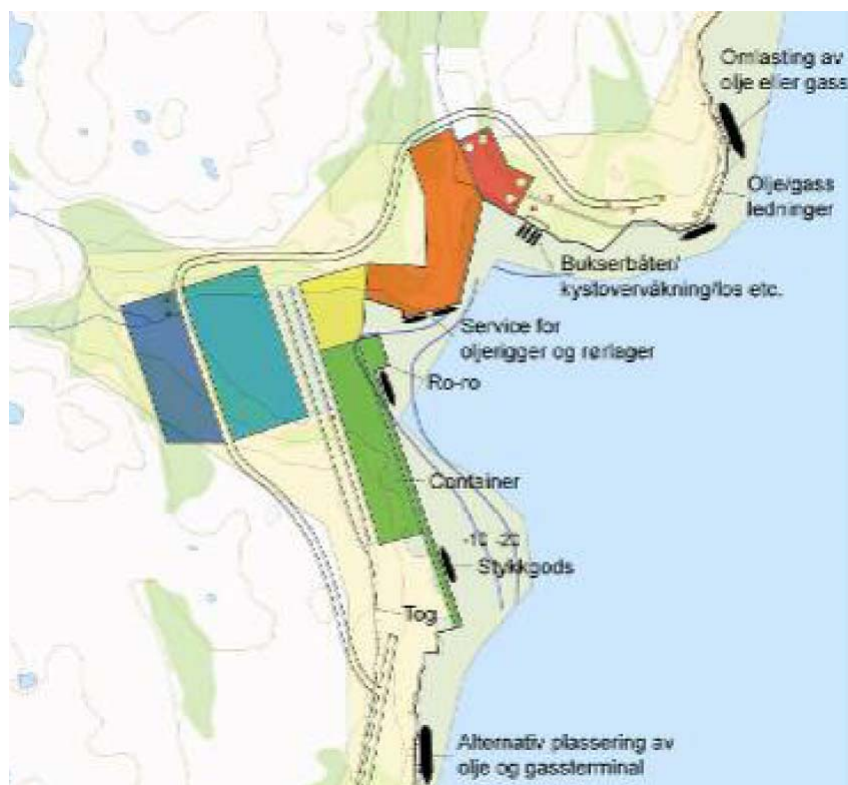 Omlasting av
olje eller gass
Olje/gass
ledninger
Bukserbåter/
kystovervåkning/los etc.
Service for
oljerigger og rørlager
Ro-ro
Container
-10 -20
Stykkgods
Tog
Alternativ plassering av
olje og gassterminal